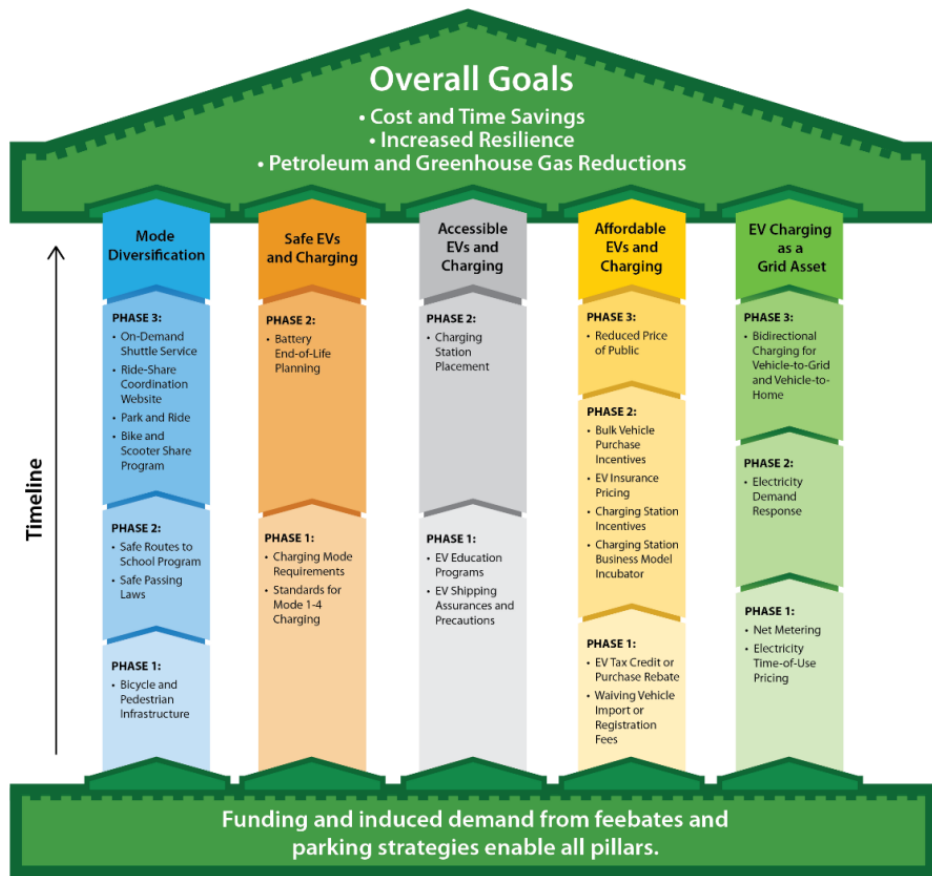 Overall Goals
• Cost and Time Savings
• Increased Resilience
• Petroleum and Greenhouse Gas Reductions
Timeline
Mode
Diversification
PHASE 3:
• On-Demand
Shuttle Service
• Ride-Share
Coordination
Website
• Park and Ride
• Bike and
Scooter Share
Program
PHASE 2:
• Safe Routes to
School Program
• Safe Passing
Laws
PHASE 1:
• Bicycle and
Pedestrian
Infrastructure
Safe EVs
and Charging
PHASE 2:
• Battery
End-of-Life
Planning
PHASE 1:
• Charging Mode
Requirements
• Standards for
Mode 1-4
Charging
Accessible
EVs and
Charging
PHASE 2:
• Charging
Station
Placement
PHASE 1:
• EV Education
Programs
• EV Shipping
Assurances and
Precautions
Affordable
EVs and
Charging
PHASE 3:
• Reduced Price
of Public
PHASE 2:
• Bulk Vehicle
Purchase
Incentives
• EV Insurance
Pricing
• Charging Station
Incentives
• Charging Station
Business Model
Incubator
PHASE 1:
• EV Tax Credit or
Purchase Rebate
• Waiving Vehicle
Import or
Registration
Fees
EV Charging
as a
Grid Asset
PHASE 3:
• Bidirectional
Charging for
Vehicle-to-Grid
and Vehicle-to-
Home
PHASE 2:
• Electricity
Demand
Response
PHASE 1:
• Net Metering
• Electricity
Time-of-Use
Pricing
Funding and induced demand from feebates and
parking strategies enable all pillars.